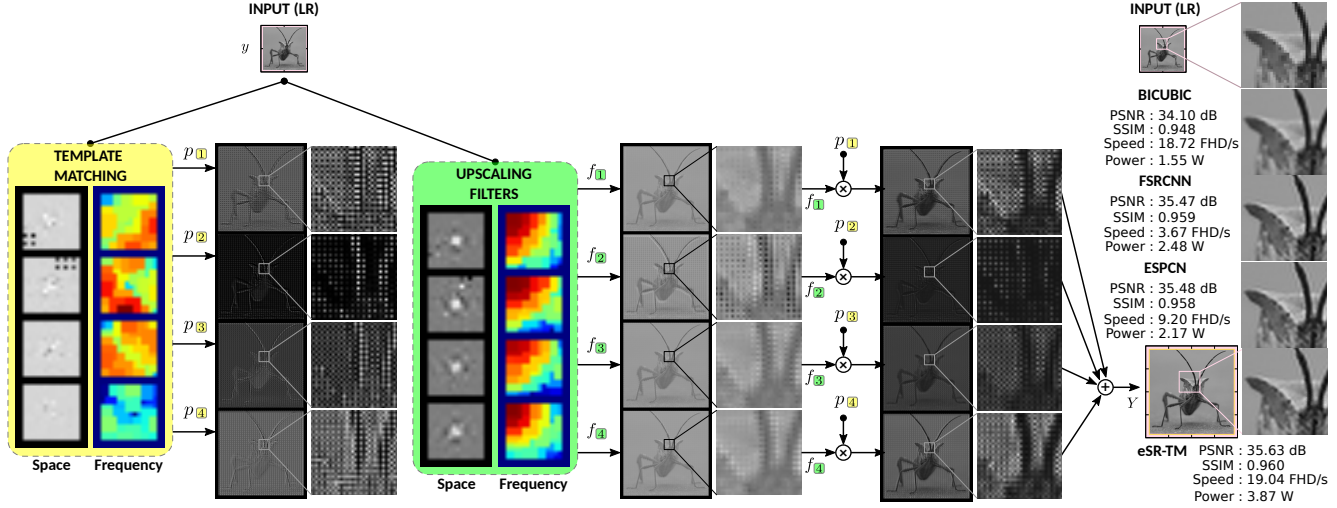 INPUT (LR)
y
TEMPLATE
MATCHING
Space
Frequency
p 1
p 2
p 3
p 4
UPSCALING
FILTERS
Space
Frequency
f 1
f 2
f 3
f 4
p 1
f 1
p 2
f 2
p 3
f 3
p 4
f 4
Y
INPUT (LR)
BICUBIC
PSNR : 34.10 dB
SSIM : 0.948
Speed : 18.72 FHD/s
Power : 1.55 W
FSRCNN
PSNR : 35.47 dB
SSIM : 0.959
Speed : 3.67 FHD/s
Power : 2.48 W
ESPCN
PSNR : 35.48 dB
SSIM : 0.958
Speed : 9.20 FHD/s
Power : 2.17 W
eSR-TM
PSNR : 35.63 dB
SSIM : 0.960
Speed : 19.04 FHD/s
Power : 3.87 W